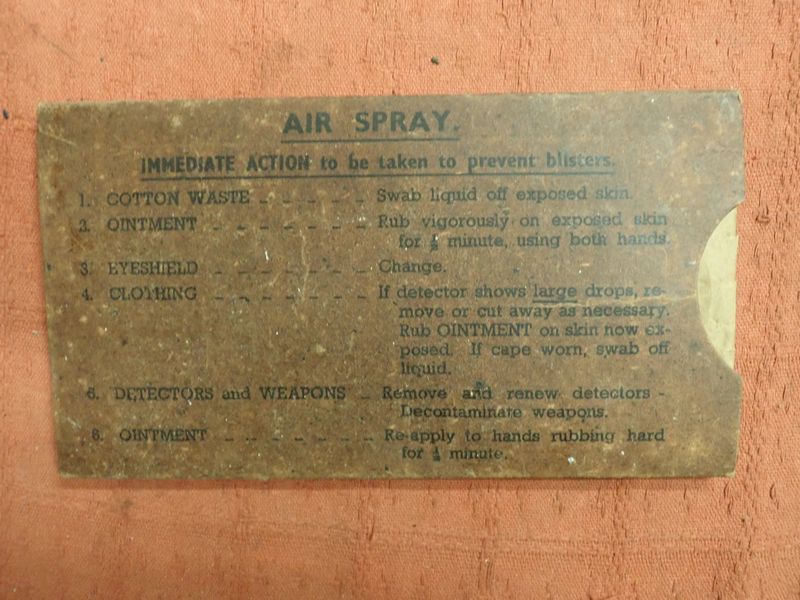 AIR SPRAY.
IMMEDIATE ACTION to be taken to prevent blisters.
1. COTTON WASTE - - - - - Swab liquid off exposed skin.
2. OINTMENT - - - - - - - Rub vigorously on exposed skin
for ½ minute, using both hands.
3. EYESHIELD - - - - - - - Change.
4. CLOTHING - - - - - - - If detector shows large drops, re-
move or cut away as necessary.
Rub OINTMENT on skin now ex-
posed. If cape worn, swab off
liquid.
5. DETECTORS and WEAPONS - Remove and renew detectors -
Decontaminate weapons.
6. OINTMENT - - - - - - - Re-apply to hands rubbing hard
for ½ minute.